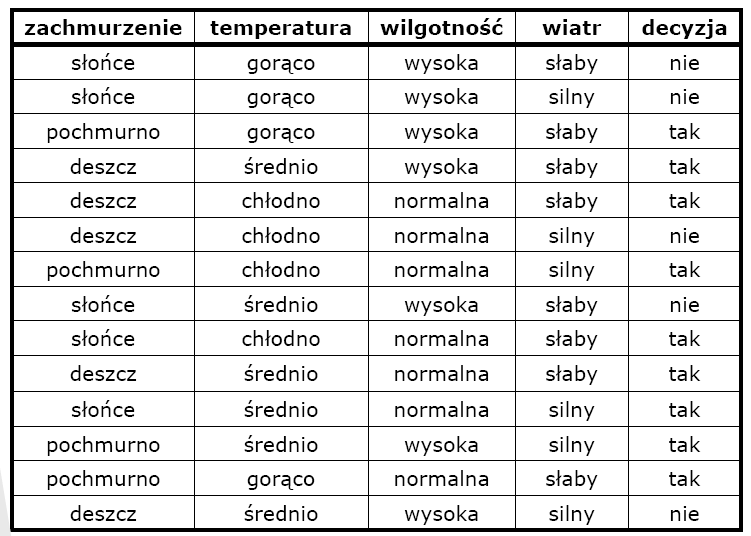 zachmurzenie temperatura wilgotność wiatr decyzja
słońce gorąco wysoka słaby nie
słońce gorąco wysoka silny nie
pochmurno gorąco wysoka słaby tak
deszcz średnio wysoka słaby tak
deszcz chłodno normalna słaby tak
deszcz chłodno normalna silny nie
pochmurno chłodno normalna silny tak
słońce średnio wysoka słaby nie
słońce chłodno normalna słaby tak
deszcz średnio normalna słaby tak
słońce średnio normalna silny tak
pochmurno średnio wysoka silny tak
pochmurno gorąco normalna słaby tak
deszcz średnio wysoka silny nie